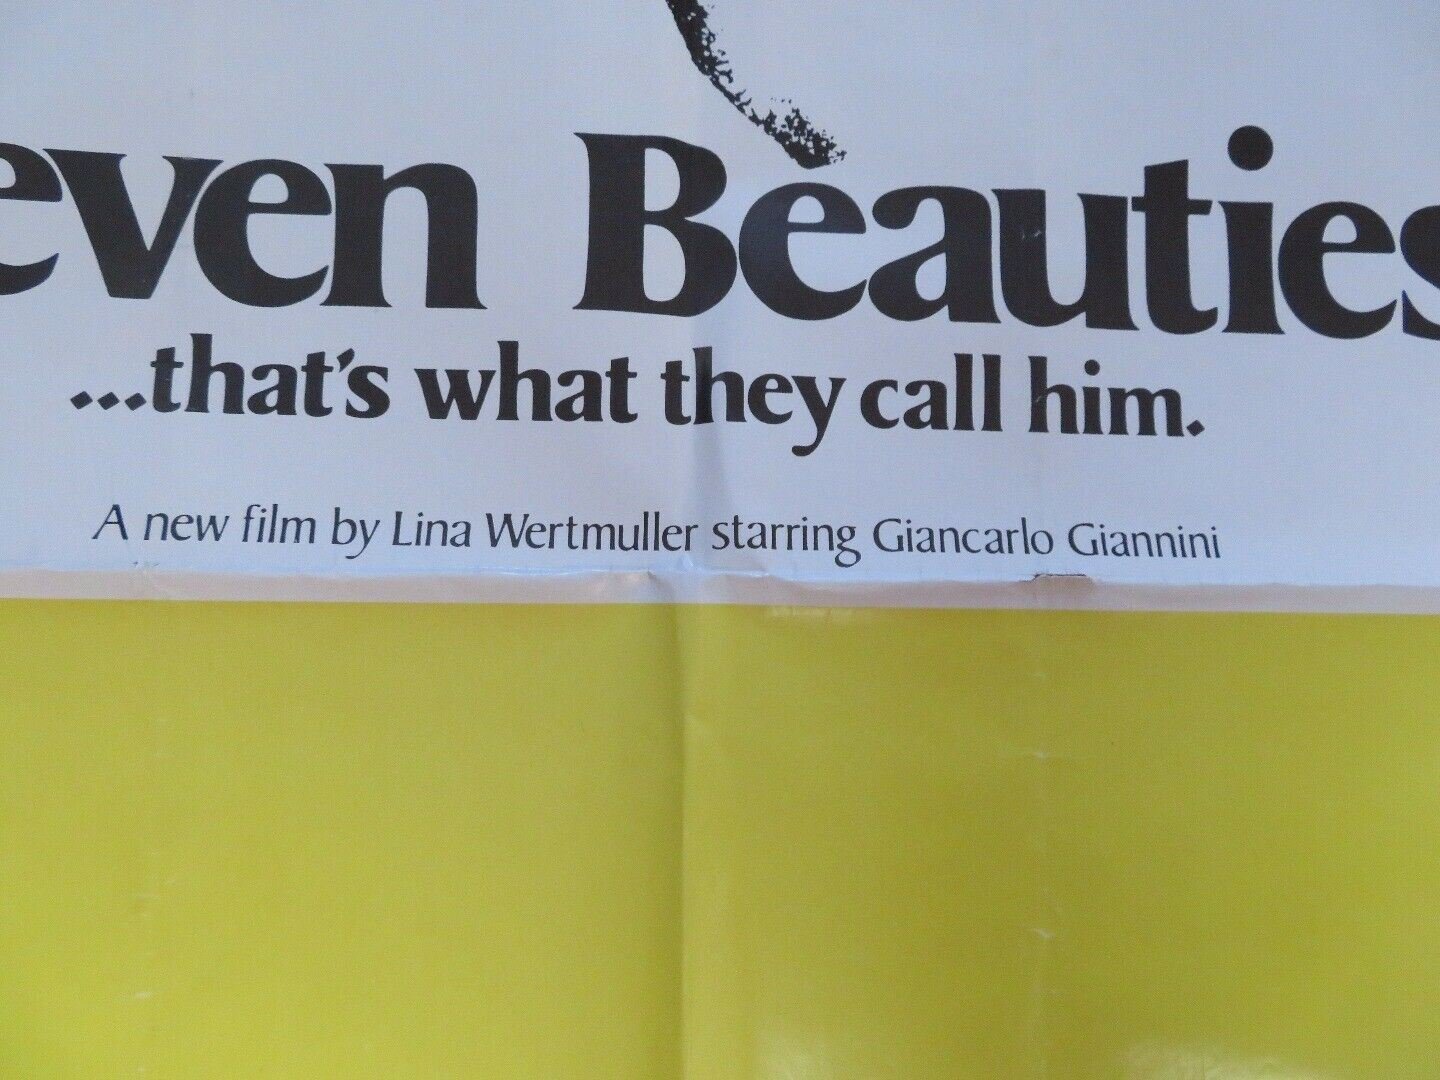 even Beauties
...that's what they call him.
A new film by Lina Wertmuller starring Giancarlo Giannini